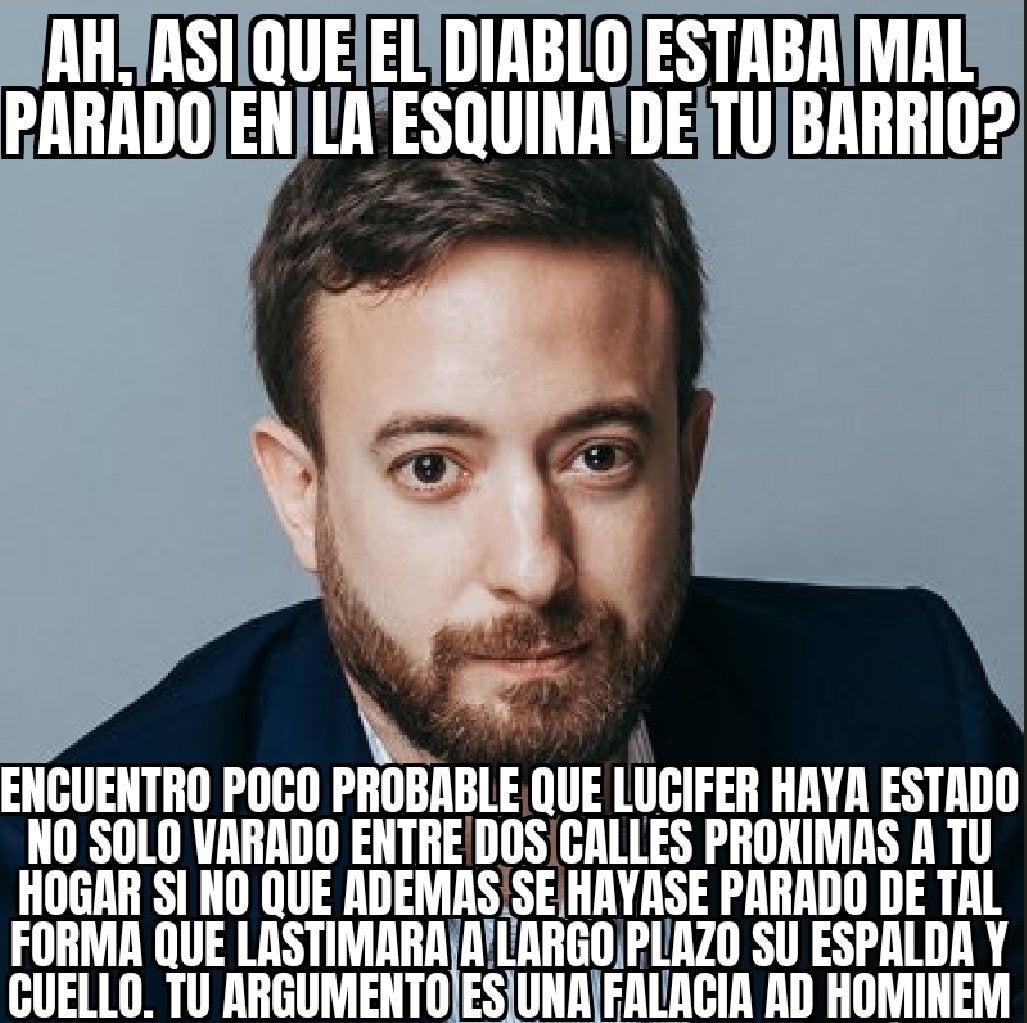 AH, ASI QUE EL DIABLO ESTABA MAL
PARADO EN LA ESQUINA DE TU BARRIO?
ENCUENTRO POCO PROBABLE QUE LUCIFER HAYA ESTADO
NO SOLO VARADO ENTRE DOS CALLES PROXIMAS A TU
HOGAR SI NO QUE ADEMAS SE HAYASE PARADO DE TAL
FORMA QUE LASTIMARA A LARGO PLAZO SU ESPALDA Y
CUELLO. TU ARGUMENTO ES UNA FALACIA AD HOMINEM